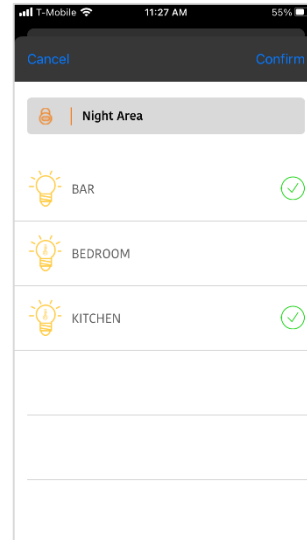 T-Mobile 11:27 AM 55%
Cancel Confirm
Night Area
BAR
BEDROOM
KITCHEN